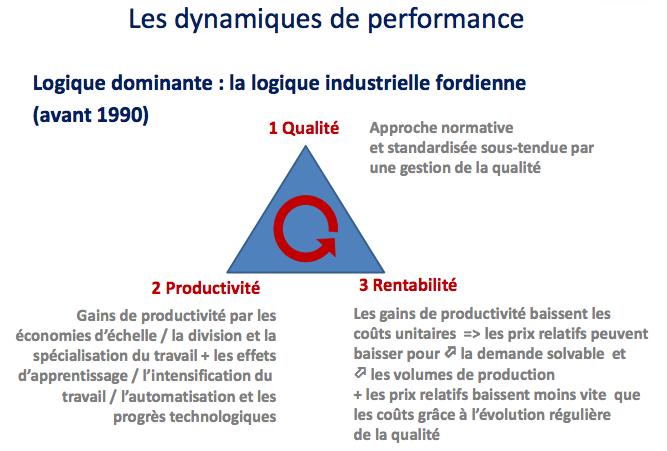 Les dynamiques de performance
Logique dominante : la logique industrielle fordienne
(avant 1990)
1 Qualité
Approche normative
et standardisée sous-tendue par
une gestion de la qualité
2 Productivité
Gains de productivité par les
économies d’échelle / la division et la
spécialisation du travail + les effets
d’apprentissage / l’intensification du
travail / l’automatisation et les
progrès technologiques
3 Rentabilité
Les gains de productivité baissent les
coûts unitaires => les prix relatifs peuvent
baisser pour ⇗ la demande solvable et
⇗ les volumes de production
+ les prix relatifs baissent moins vite que
les coûts grâce à l’évolution régulière
de la qualité